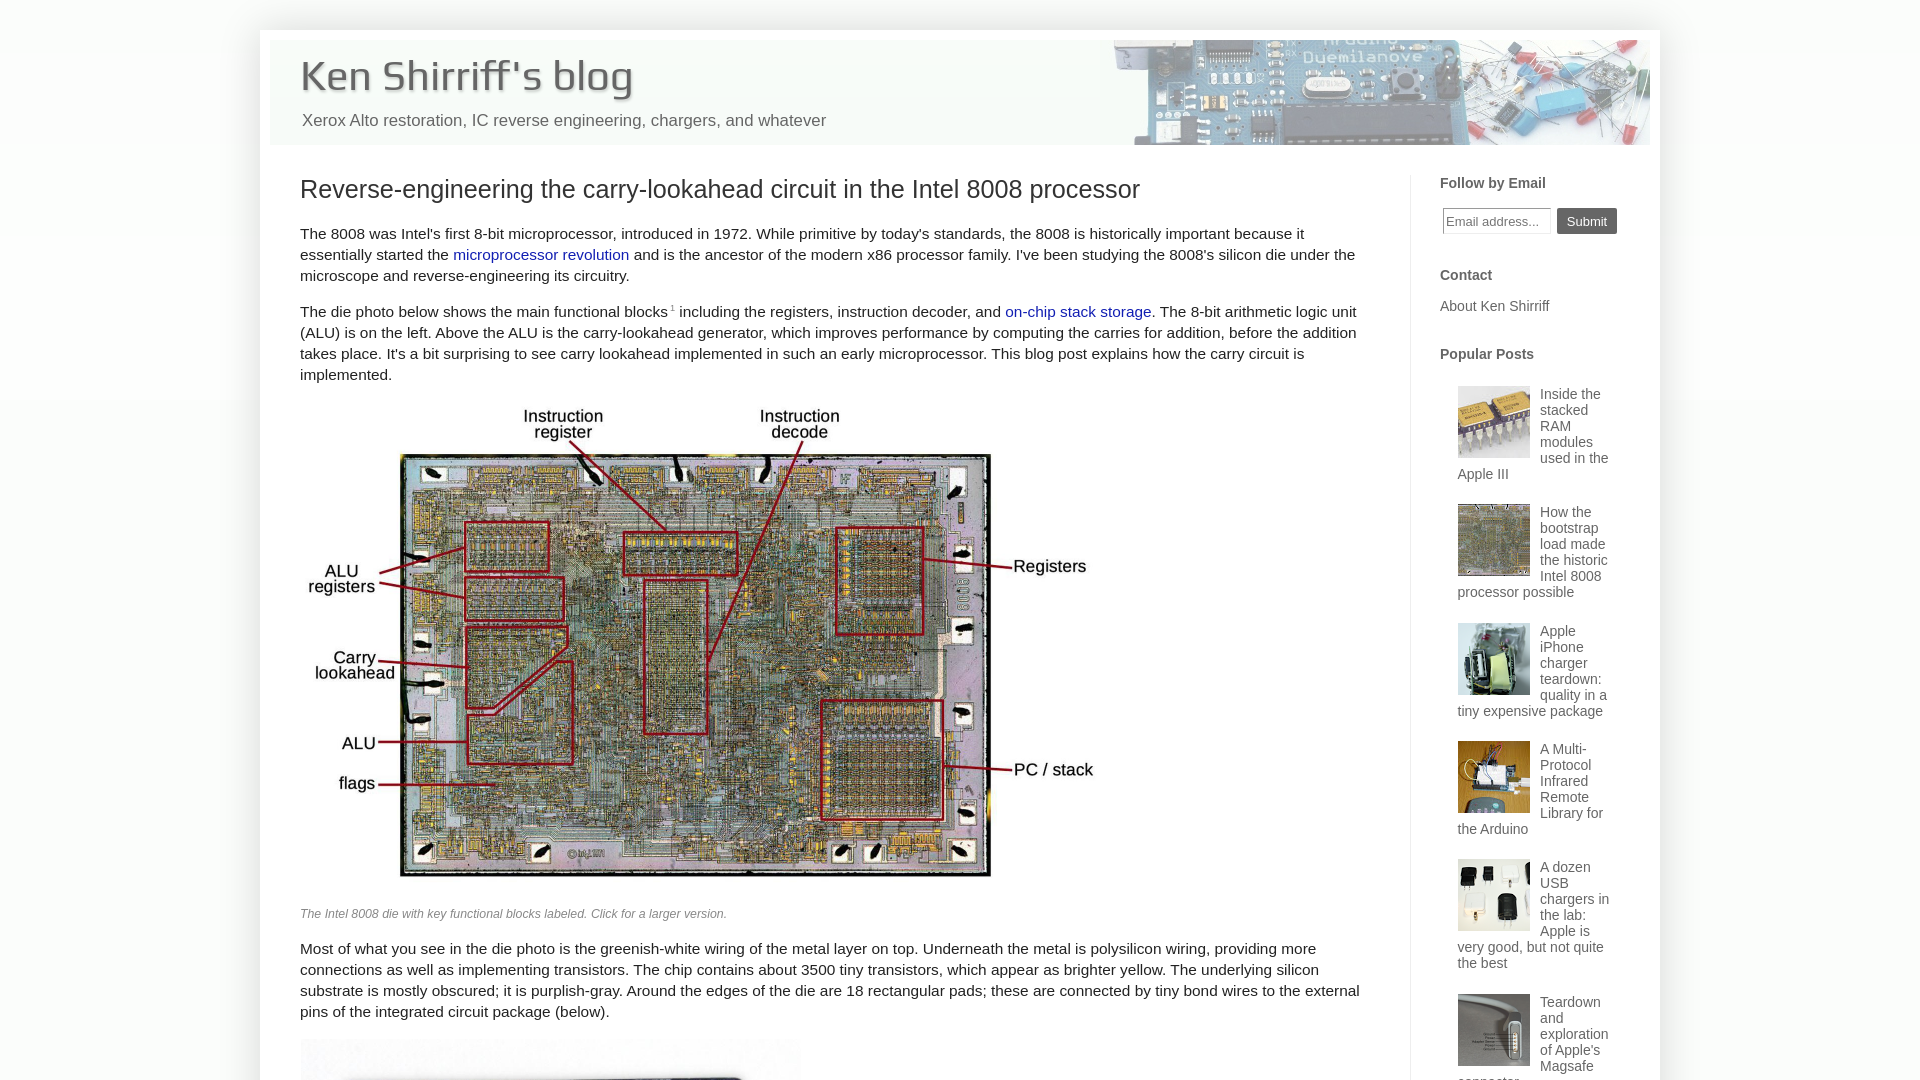 Ken Shirriff's blog
Xerox Alto restoration, IC reverse engineering, chargers, and whatever
Duemilanove
Reverse-engineering the carry-lookahead circuit in the Intel 8008 processor
The 8008 was Intel's first 8-bit microprocessor, introduced in 1972. While primitive by today's standards, the 8008 is historically important because it
essentially started the microprocessor revolution and is the ancestor of the modern x86 processor family. I've been studying the 8008's silicon die under the
microscope and reverse-engineering its circuitry.
The die photo below shows the main functional blocks 1 including the registers, instruction decoder, and on-chip stack storage. The 8-bit arithmetic logic unit
(ALU) is on the left. Above the ALU is the carry-lookahead generator, which improves performance by computing the carries for addition, before the addition
takes place. It's a bit surprising to see carry lookahead implemented in such an early microprocessor. This blog post explains how the carry circuit is
implemented.
Instruction
register
Instruction
decode
ALU
registers
Carry
lookahead
ALU
flags
Registers
PC / stack
8008
The Intel 8008 die with key functional blocks labeled. Click for a larger version.
Most of what you see in the die photo is the greenish-white wiring of the metal layer on top. Underneath the metal is polysilicon wiring, providing more
connections as well as implementing transistors. The chip contains about 3500 tiny transistors, which appear as brighter yellow. The underlying silicon
substrate is mostly obscured; it is purplish-gray. Around the edges of the die are 18 rectangular pads; these are connected by tiny bond wires to the external
pins of the integrated circuit package (below).
Follow by Email
Email address...
Submit
Contact
About Ken Shirriff
Popular Posts
Inside the
stacked
RAM
modules
used in the
Apple III
How the
bootstrap
load made
the historic
Intel 8008
processor possible
Apple
iPhone
charger
teardown:
quality in a
tiny expensive package
A Multi-
Protocol
Infrared
Remote
Library for
the Arduino
A dozen
USB
chargers in
the lab:
Apple is
very good, but not quite
the best
Teardown
and
exploration
of Apple's
Magsafe